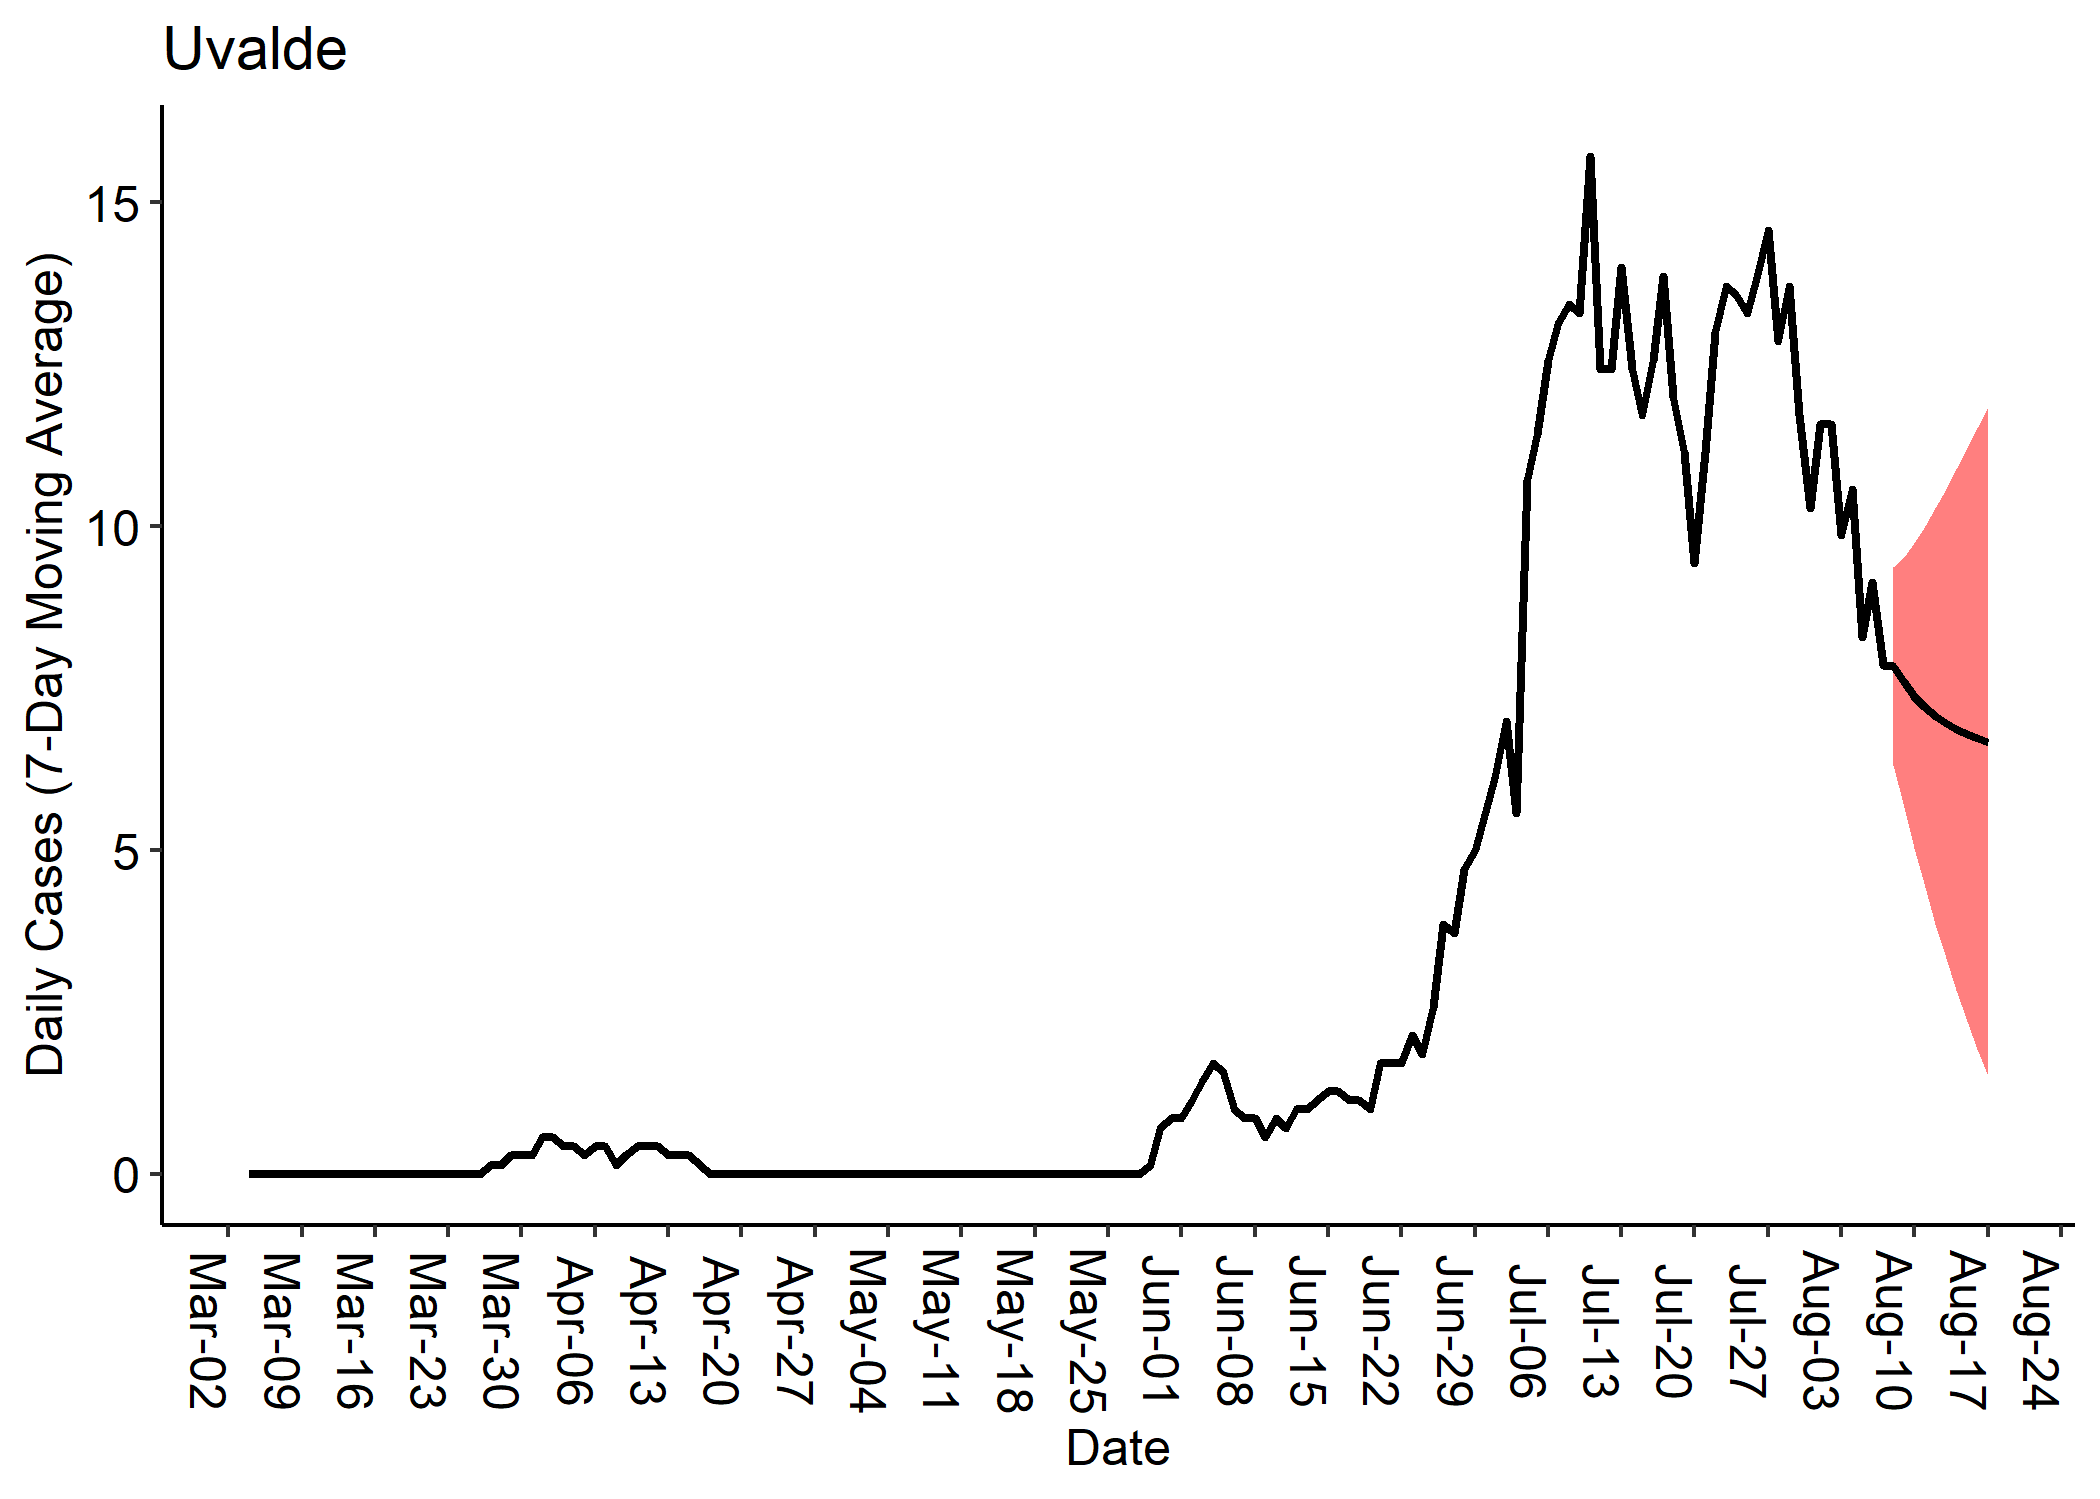 Uvalde
Daily Cases (7-Day Moving Average)
15
10
5
0
Mar-02
Mar-09
Mar-16
Mar-23
Mar-30
Apr-06
Apr-13
Apr-20
Apr-27
May-04
May-11
May-18
May-25
Jun-01
Jun-08
Jun-15
Jun-22
Jun-29
Jul-06
Jul-13
Jul-20
Jul-27
Aug-03
Aug-10
Aug-17
Aug-24
Date